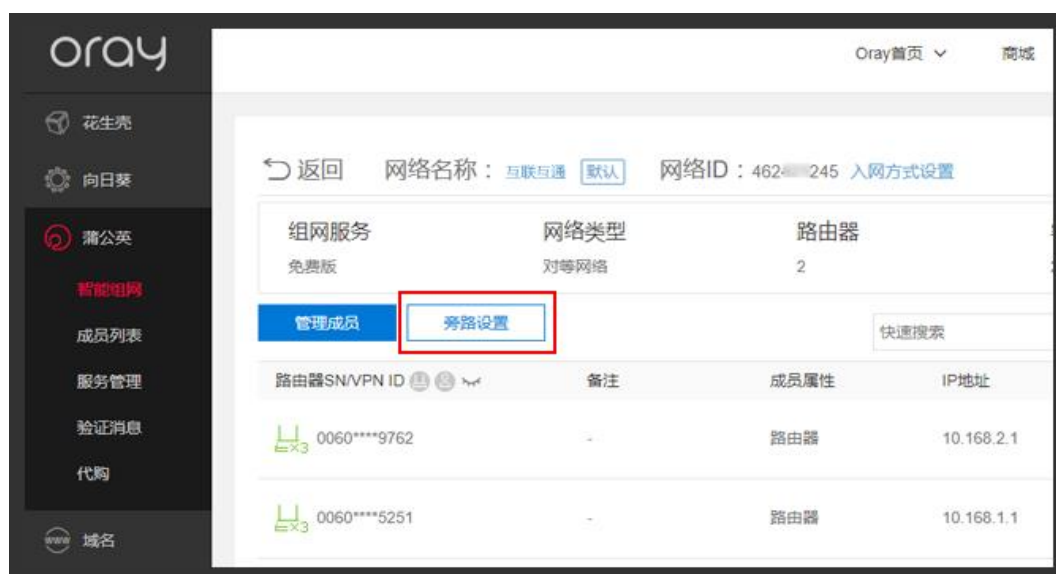 oray
Oray首页 商城
花生壳
向日葵
蒲公英
智能组网
成员列表
服务管理
验证消息
代购
www 域名
返回 网络名称： 互联互通 默认 网络ID：462 245 入网方式设置
组网服务 网络类型 路由器
免费版 对等网络 2
管理成员 旁路设置 快速搜索
路由器SN/VPN ID 备注 成员属性 IP地址
X3 0060****9762 - 路由器 10.168.2.1
X3 0060****5251 - 路由器 10.168.1.1